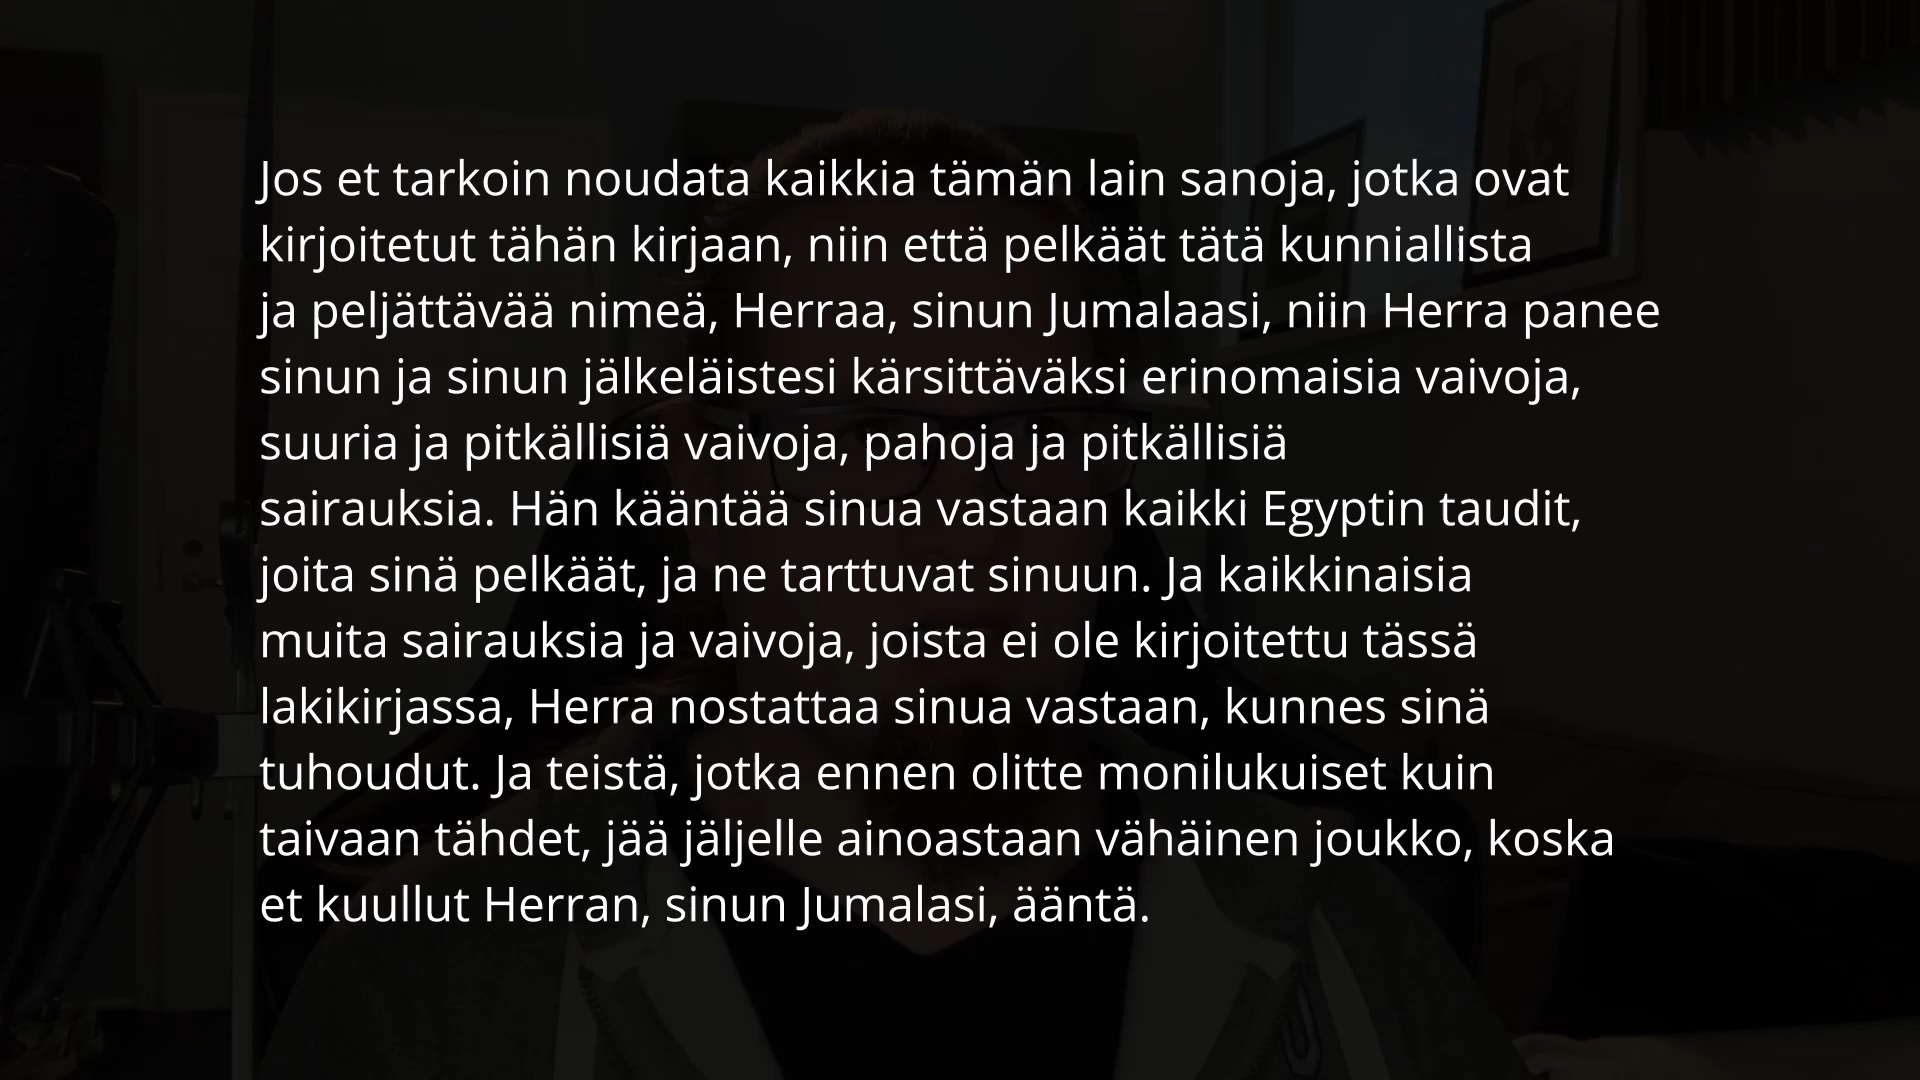 Jos et tarkoin noudata kaikkia tämän lain sanoja, jotka ovat
kirjoitetut tähän kirjaan, niin että pelkäät tätä kunniallista
ja peljättävää nimeä, Herraa, sinun Jumalaasi, niin Herra panee
sinun ja sinun jälkeläistesi kärsittäväksi erinomaisia vaivoja,
suuria ja pitkällisiä vaivoja, pahoja ja pitkällisiä
sairauksia. Hän kääntää sinua vastaan kaikki Egyptin taudit,
joita sinä pelkäät, ja ne tarttuvat sinuun. Ja kaikkinaisia
muita sairauksia ja vaivoja, joista ei ole kirjoitettu tässä
lakikirjassa, Herra nostattaa sinua vastaan, kunnes sinä
tuhoudut. Ja teistä, jotka ennen olitte monilukuiset kuin
taivaan tähdet, jää jäljelle ainoastaan vähäinen joukko, koska
et kuullut Herran, sinun Jumalasi, ääntä.